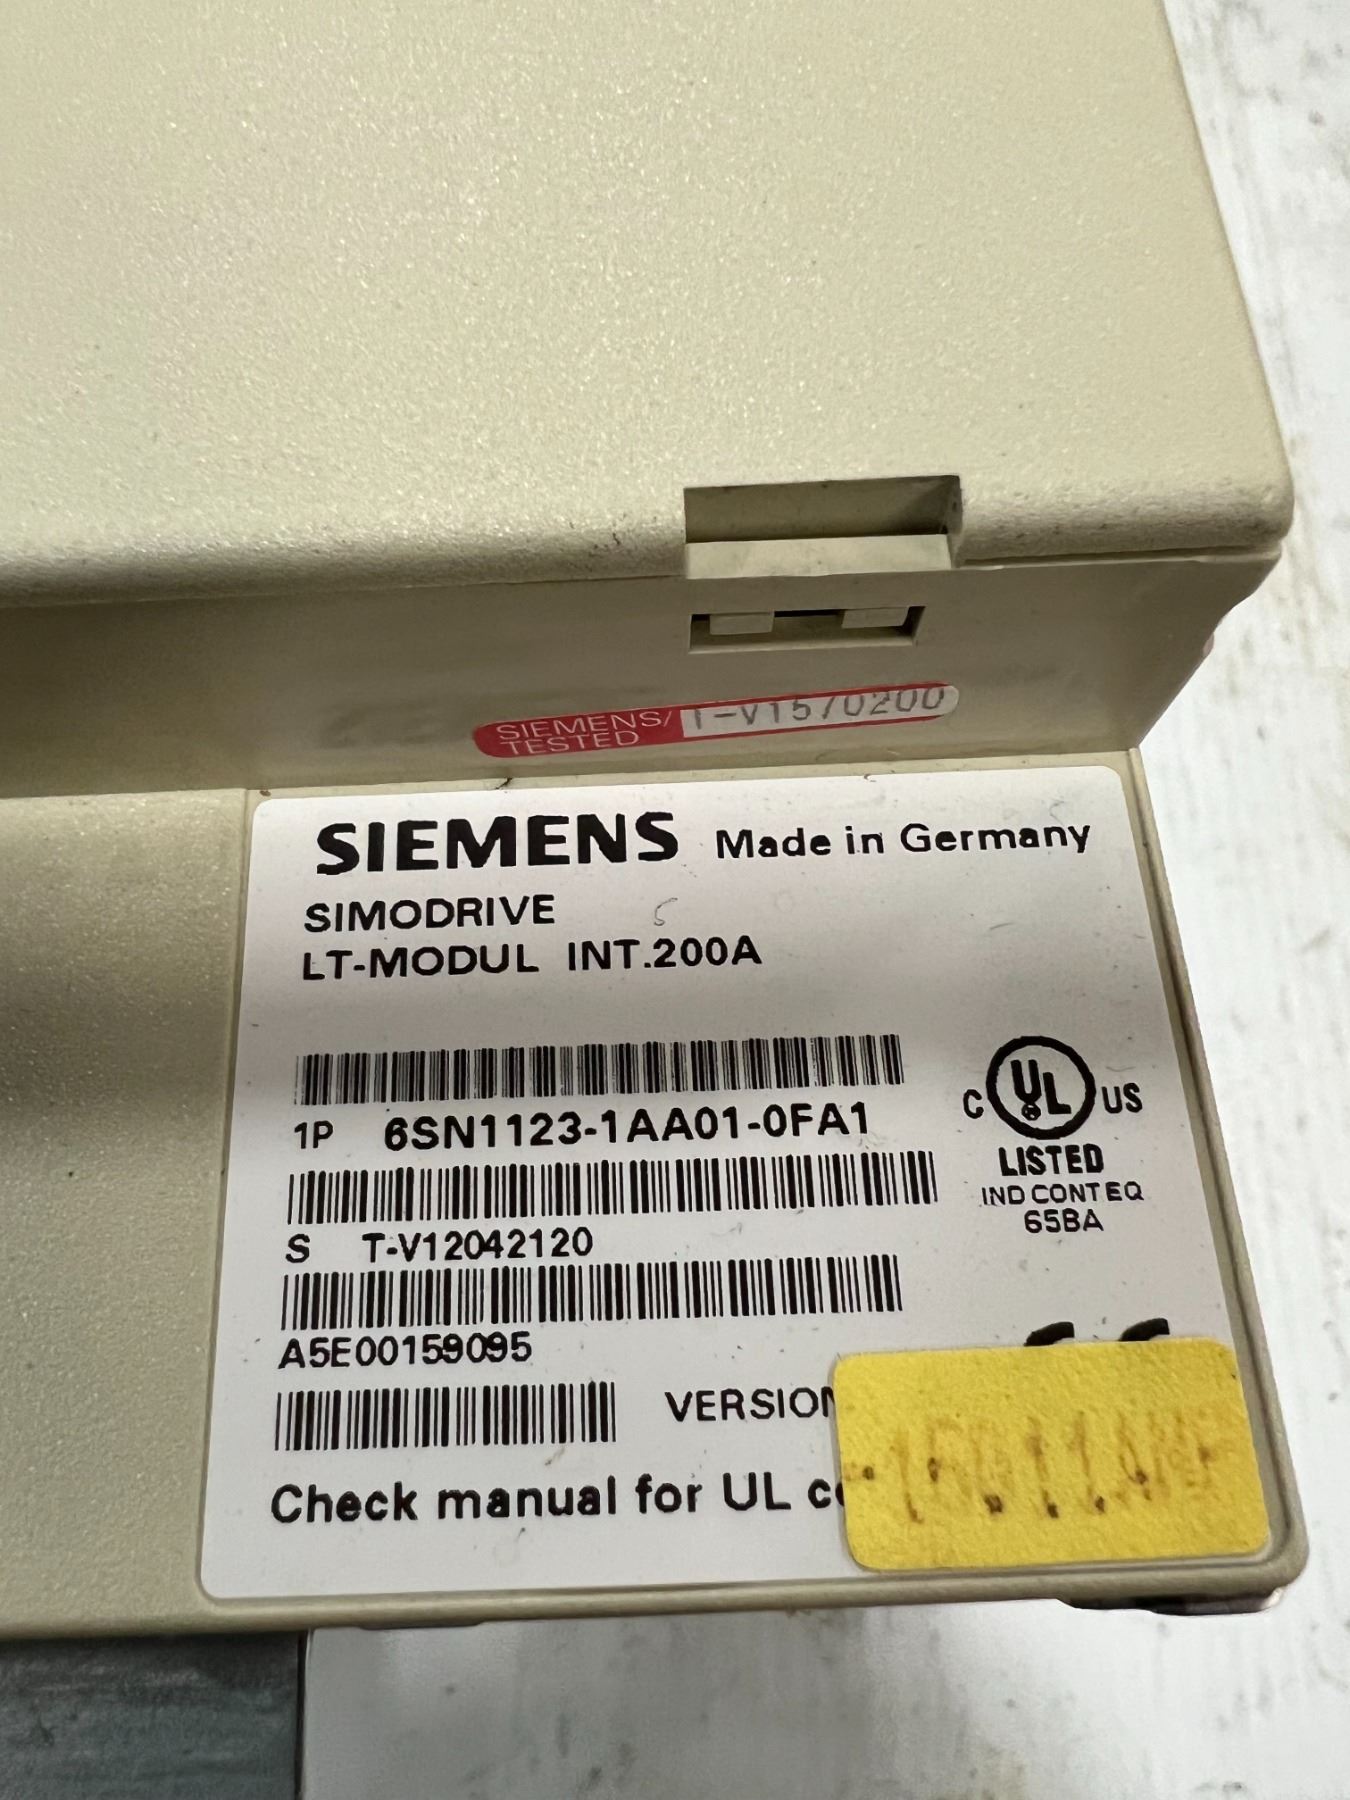 SIEMENS/ T-V1570200
TESTED
SIEMENS Made in Germany
SIMODRIVE
LT-MODUL INT.200A
1P 6SN1123-1AA01-0FA1
C UL US
LISTED
IND CONT EQ
65BA
S T-V12042120
A5E00159095
VERSION
Check manual for UL